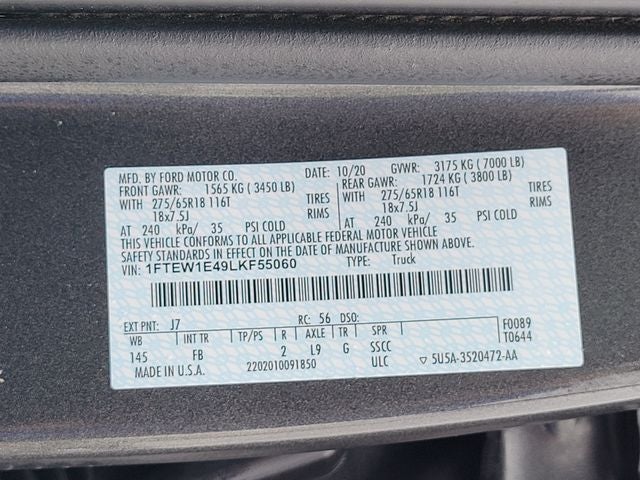 MFD. BY FORD MOTOR CO. DATE: 10/20 GVWR: 3175 KG ( 7000 LB)
FRONT GAWR: 1565 KG ( 3450 LB) REAR GAWR: 1724 KG ( 3800 LB)
WITH 275/65R18 116T TIRES WITH 275/65R18 116T TIRES
18x7.5J RIMS 18x7.5J RIMS
AT 240 kPa/ 35 PSI COLD AT 240 kPa/ 35 PSI COLD
THIS VEHICLE CONFORMS TO ALL APPLICABLE FEDERAL MOTOR VEHICLE
SAFETY STANDARDS IN EFFECT ON THE DATE OF MANUFACTURE SHOWN ABOVE.
VIN: 1FTEW1E49LKF55060 TYPE: Truck
EXT PNT: J7 RC: 56 DSO: F0089
WB INT TR TP/PS R AXLE TR SPR T0644
145 FB 2 L9 G SSCC
MADE IN U.S.A. 2202010091850 ULC ▽ 5U5A-3520472-AA